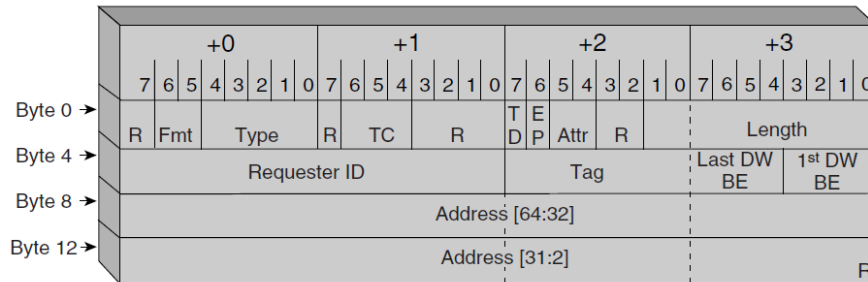 +0 +1 +2 +3
7 6 5 4 3 2 1 0 7 6 5 4 3 2 1 0 7 6 5 4 3 2 1 0 7 6 5 4 3 2 1 0
Byte 0 R Fmt Type R TC R TD EP Attr R Length
Byte 4 Requester ID Tag Last DW BE 1st DW BE
Byte 8 Address [64:32]
Byte 12 Address [31:2] R